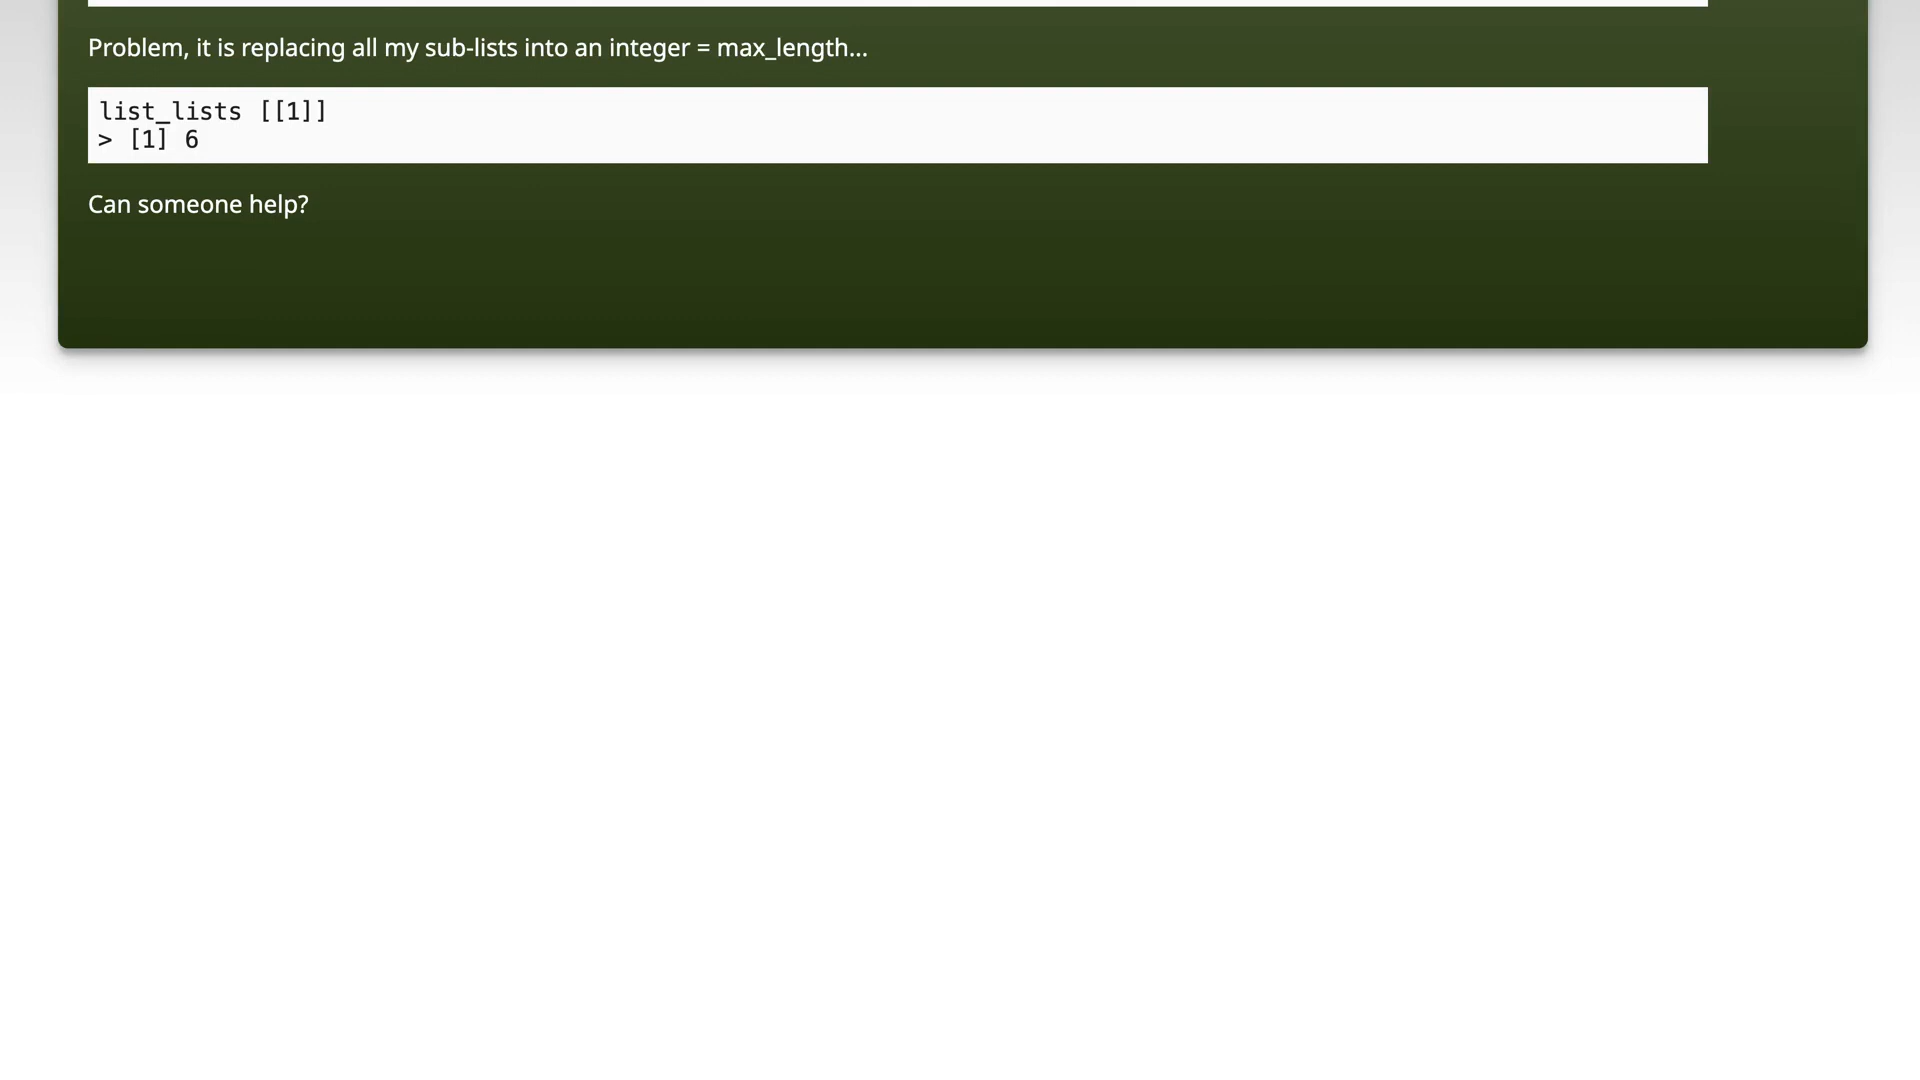 Problem, it is replacing all my sub-lists into an integer = max_length...
list_lists [[1]]
> [1] 6
Can someone help?